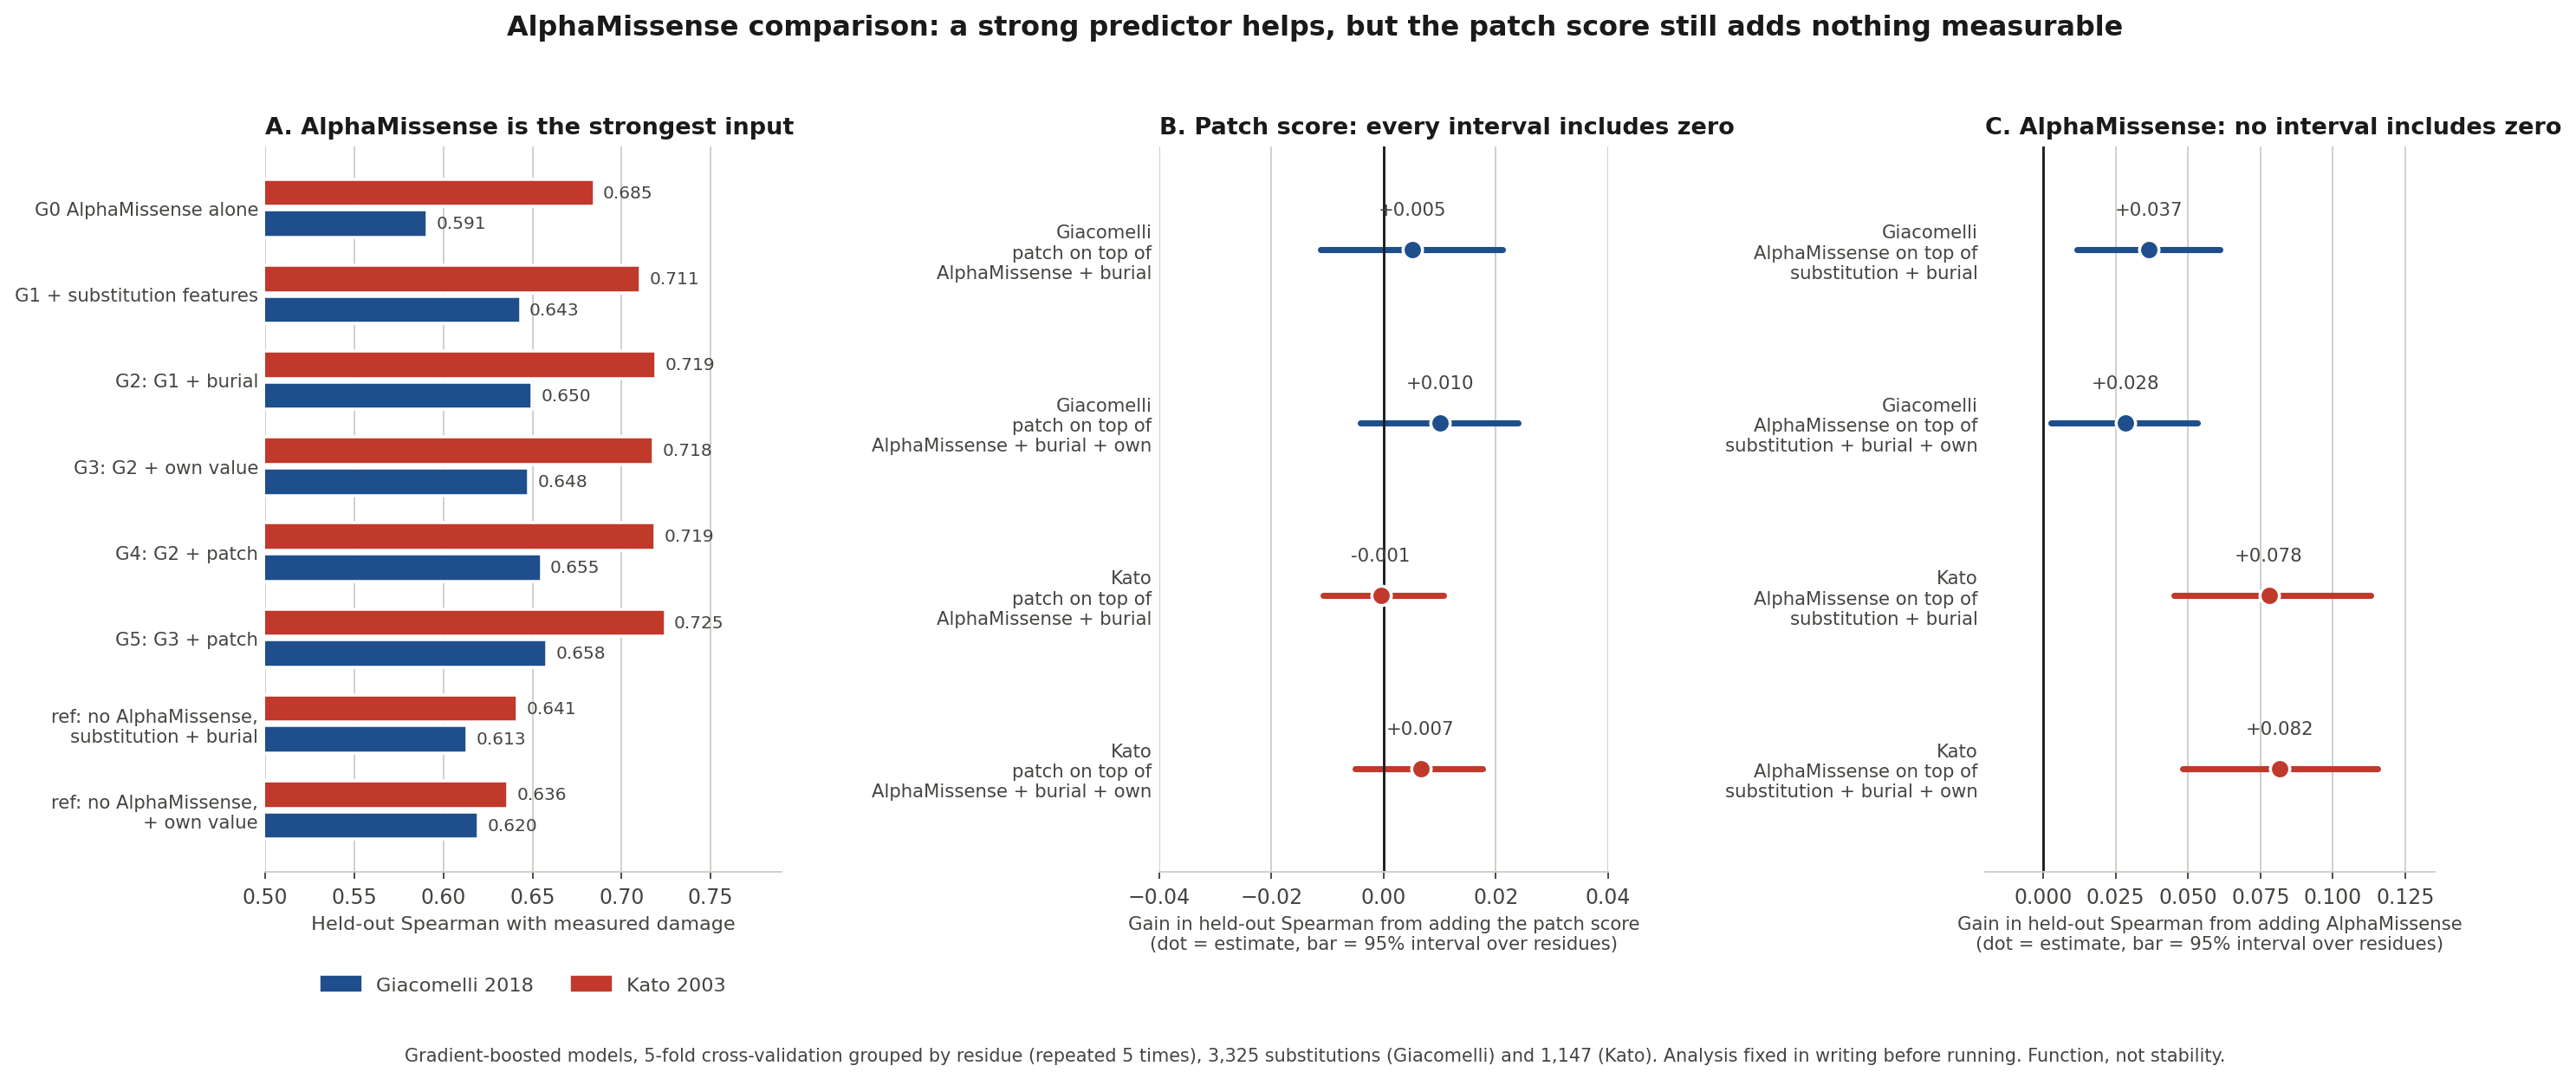 AlphaMissense comparison: a strong predictor helps, but the patch score still adds nothing measurable
A. AlphaMissense is the strongest input
G0 AlphaMissense alone
0.685
0.591
G1 + substitution features
0.711
0.643
G2: G1 + burial
0.719
0.650
G3: G2 + own value
0.718
0.648
G4: G2 + patch
0.719
0.655
G5: G3 + patch
0.725
0.658
ref: no AlphaMissense,
substitution + burial
0.641
0.613
ref: no AlphaMissense,
+ own value
0.636
0.620
0.50 0.55 0.60 0.65 0.70 0.75
Held-out Spearman with measured damage
Giacomelli 2018 Kato 2003
B. Patch score: every interval includes zero
+0.005
Giacomelli
patch on top of
AlphaMissense + burial
+0.010
Giacomelli
patch on top of
AlphaMissense + burial + own
-0.001
Kato
patch on top of
AlphaMissense + burial
+0.007
Kato
patch on top of
AlphaMissense + burial + own
−0.04 −0.02 0.00 0.02 0.04
Gain in held-out Spearman from adding the patch score
(dot = estimate, bar = 95% interval over residues)
C. AlphaMissense: no interval includes zero
+0.037
Giacomelli
AlphaMissense on top of
substitution + burial
+0.028
Giacomelli
AlphaMissense on top of
substitution + burial + own
+0.078
Kato
AlphaMissense on top of
substitution + burial
+0.082
Kato
AlphaMissense on top of
substitution + burial + own
0.000 0.025 0.050 0.075 0.100 0.125
Gain in held-out Spearman from adding AlphaMissense
(dot = estimate, bar = 95% interval over residues)
Gradient-boosted models, 5-fold cross-validation grouped by residue (repeated 5 times), 3,325 substitutions (Giacomelli) and 1,147 (Kato). Analysis fixed in writing before running. Function, not stability.